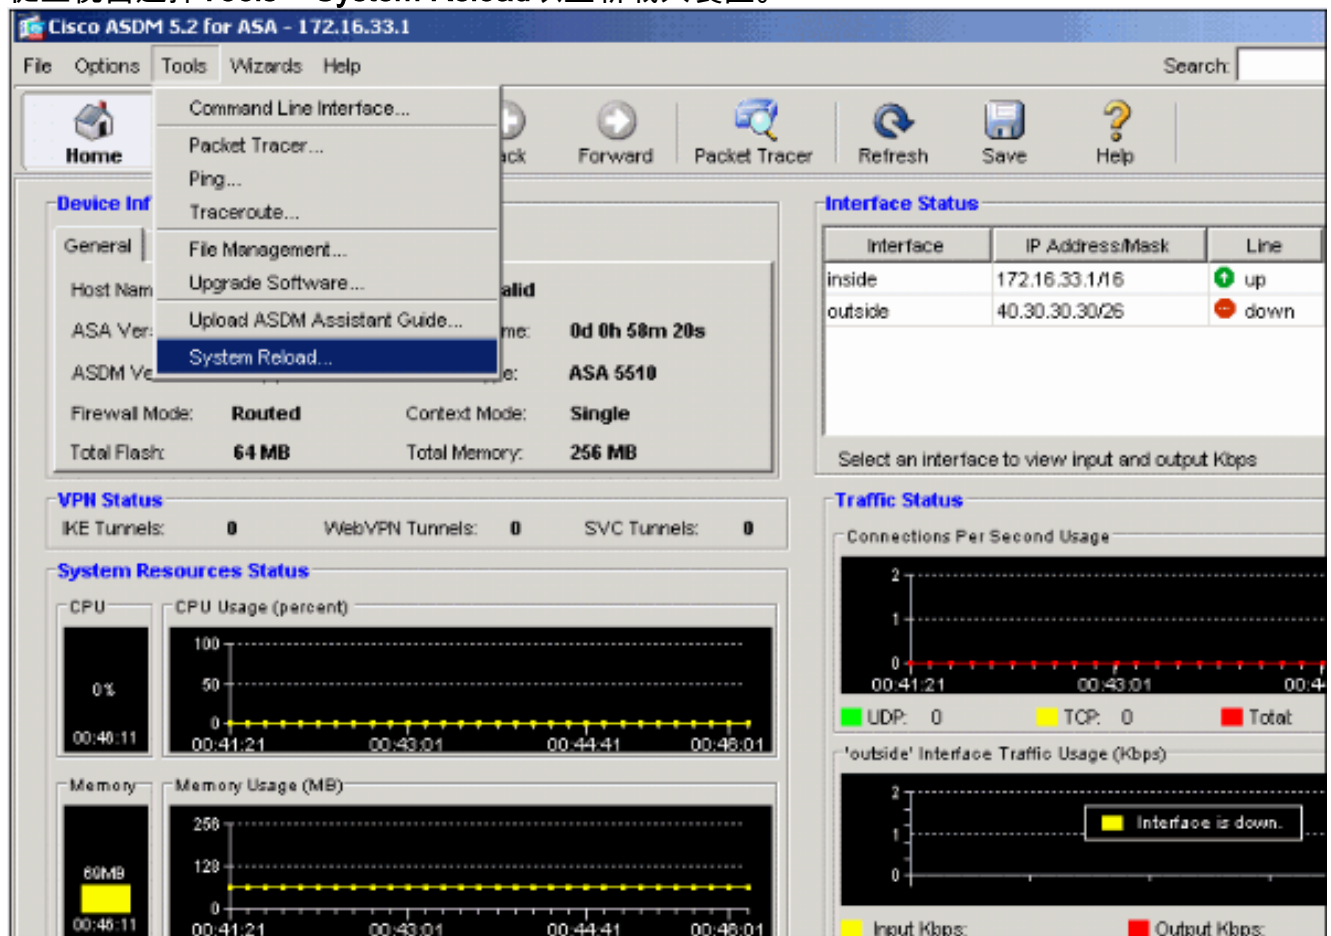 Cisco ASDM 5.2 for ASA - 172.16.33.1
File Options Tools Wizards Help Search:
Command Line Interface...
Packet Tracer...
Ping...
Traceroute...
File Management...
Upgrade Software...
Upload ASDM Assistant Guide...
System Reload...
Home Forward Packet Tracer Refresh Save Help
Device Inf
General
Host Nam alid
ASA Ver: me: 0d 0h 58m 20s
ASDM Ve e: ASA 5510
Firewall Mode: Routed Context Mode: Single
Total Flash: 64 MB Total Memory: 256 MB
Interface Status
Interface IP Address/Mask Line
inside 172.16.33.1/16 up
outside 40.30.30.30/26 down
Select an interface to view input and output Kbps
VPN Status
IKE Tunnels: 0 WebVPN Tunnels: 0 SVC Tunnels: 0
System Resources Status
CPU
0%
00:46:11
CPU Usage (percent)
100
50
0
00:41:21 00:43:01 00:44:41 00:46:01
Memory
69MB
00:46:11
Memory Usage (MB)
256
128
0
00:41:21 00:43:01 00:44:41 00:46:01
Traffic Status
Connections Per Second Usage
2
1
0
00:41:21 00:43:01 00:4
UDP: 0 TCP: 0 Total:
'outside' Interface Traffic Usage (Kbps)
2
1
0
Interface is down.
Input Kbps: Output Kbps: